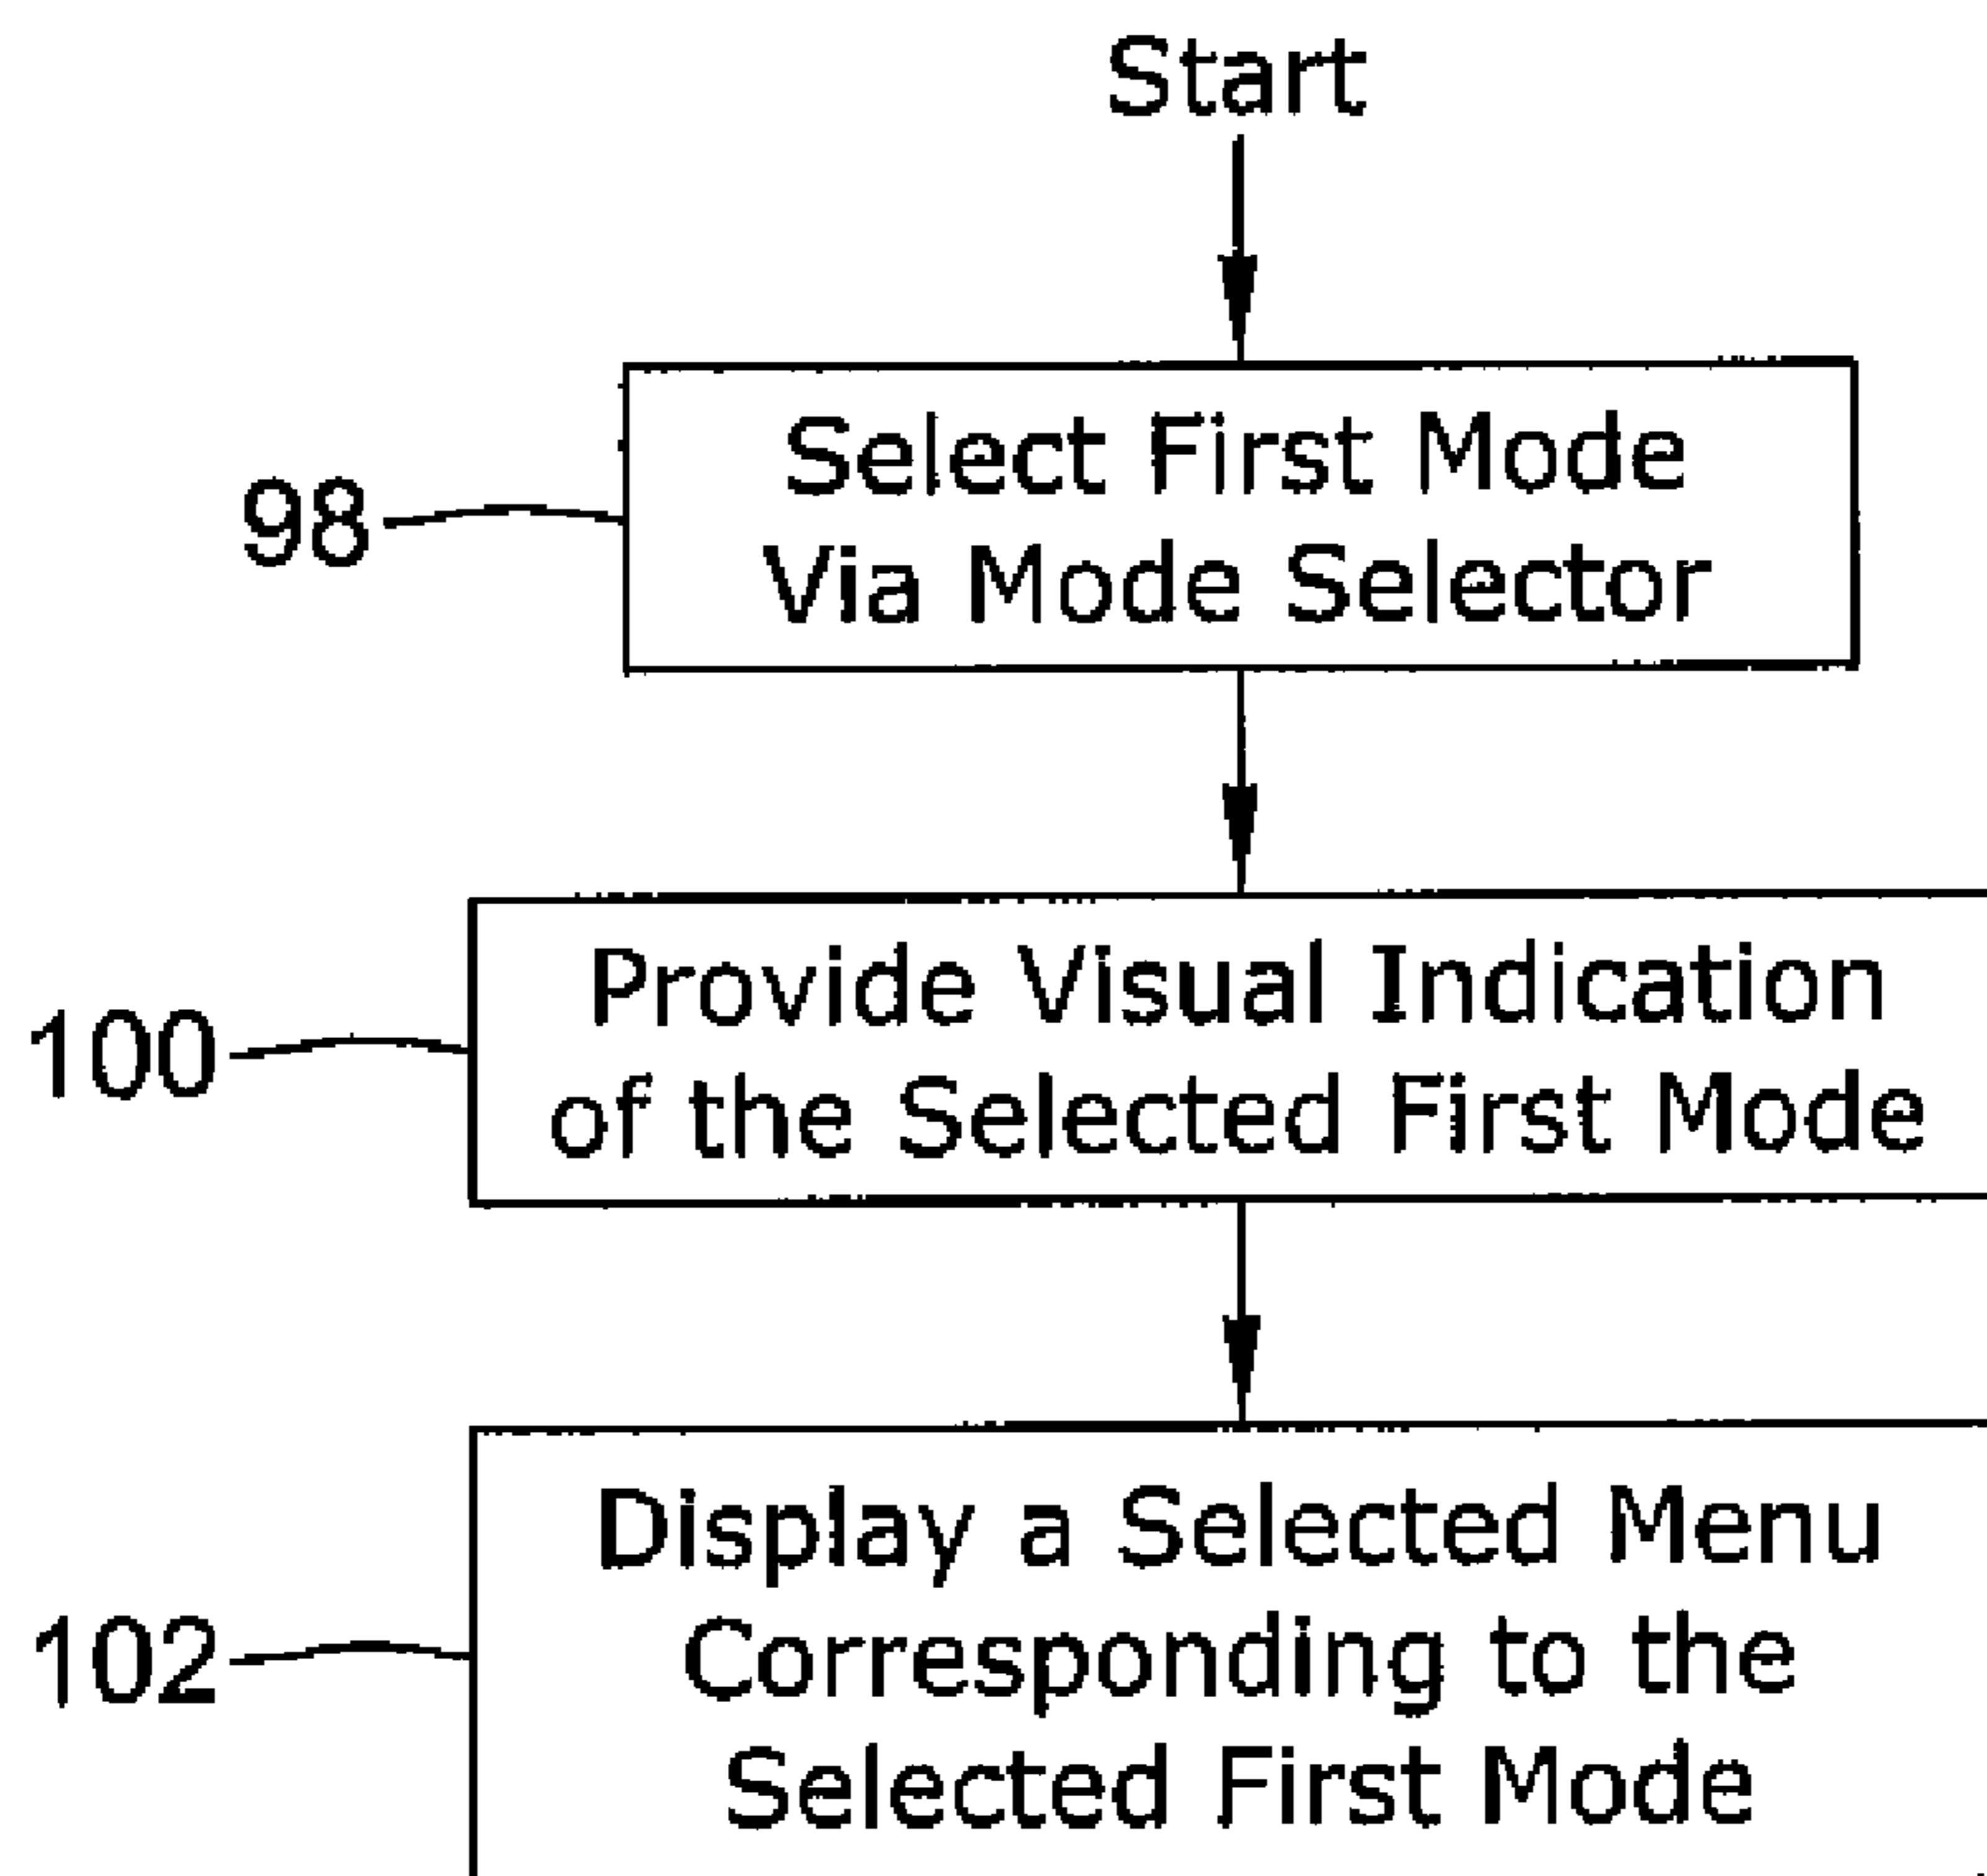 Start
98
Select First Mode
Via Mode Selector
100
Provide Visual Indication
of the Selected First Mode
102
Display a Selected Menu
Corresponding to the
Selected First Mode